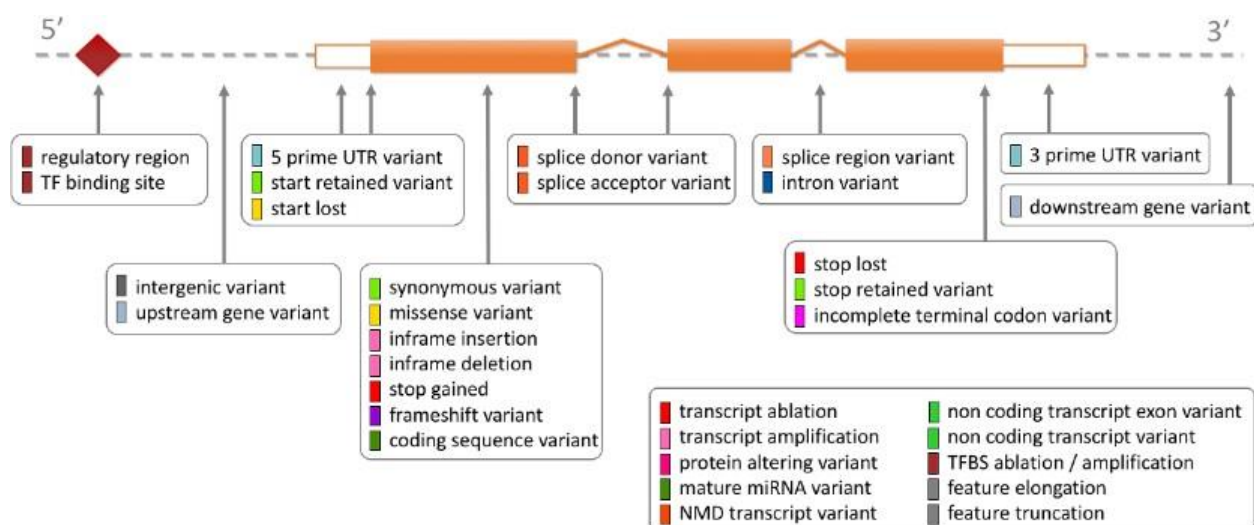 5′
3′
regulatory region
TF binding site
5 prime UTR variant
start retained variant
start lost
splice donor variant
splice acceptor variant
splice region variant
intron variant
3 prime UTR variant
downstream gene variant
intergenic variant
upstream gene variant
synonymous variant
missense variant
inframe insertion
inframe deletion
stop gained
frameshift variant
coding sequence variant
stop lost
stop retained variant
incomplete terminal codon variant
transcript ablation
transcript amplification
protein altering variant
mature miRNA variant
NMD transcript variant
non coding transcript exon variant
non coding transcript variant
TFBS ablation / amplification
feature elongation
feature truncation